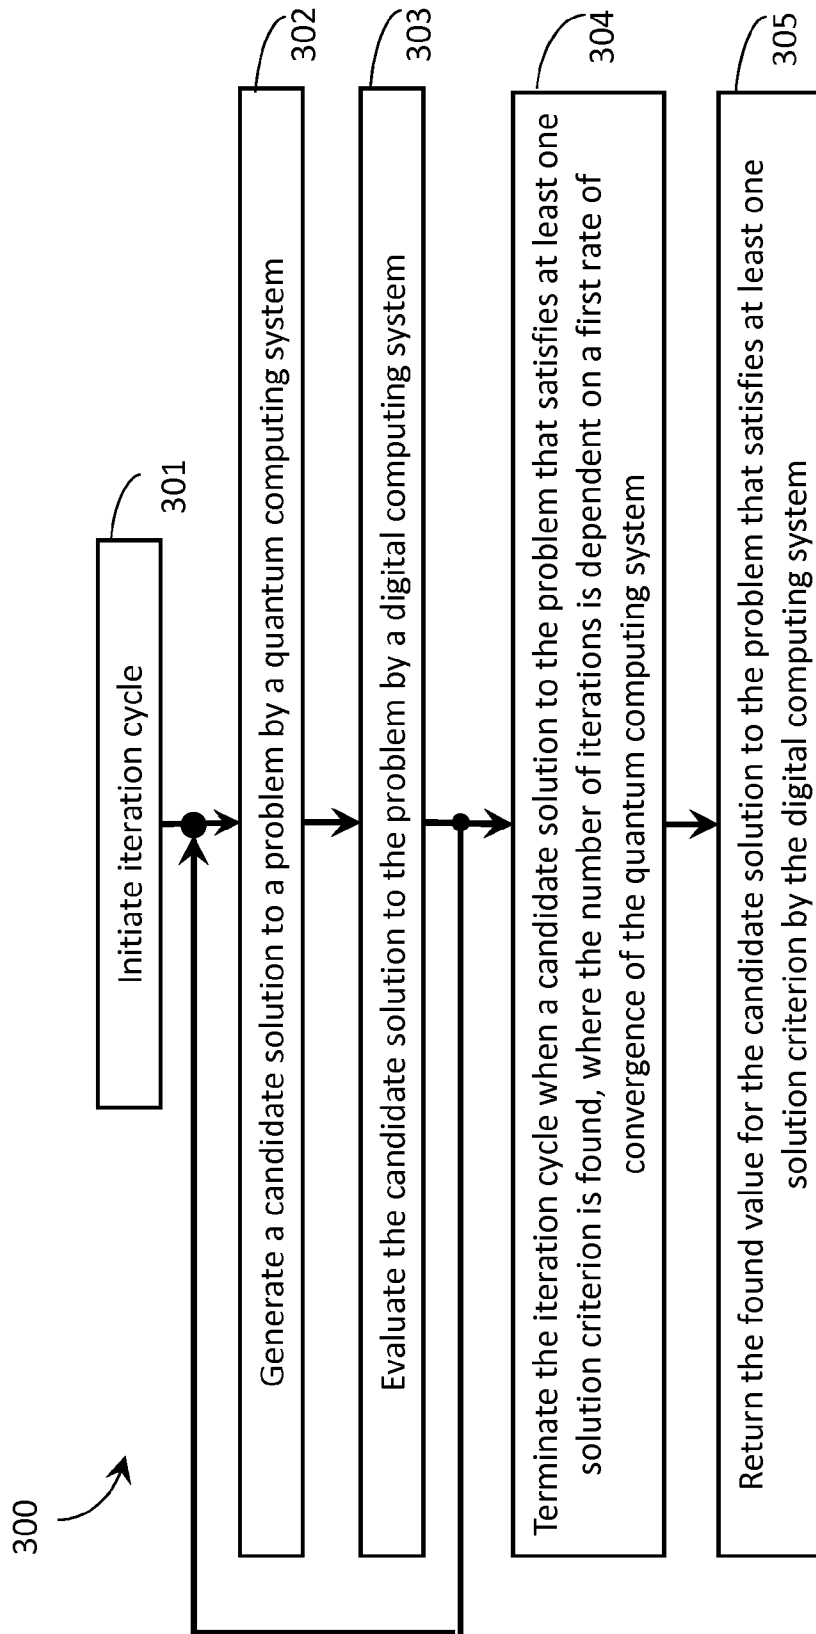 300
301
Initiate iteration cycle
302
Generate a candidate solution to a problem by a quantum computing system
303
Evaluate the candidate solution to the problem by a digital computing system
304
Terminate the iteration cycle when a candidate solution to the problem that satisfies at least one
solution criterion is found, where the number of iterations is dependent on a first rate of
convergence of the quantum computing system
305
Return the found value for the candidate solution to the problem that satisfies at least one
solution criterion by the digital computing system